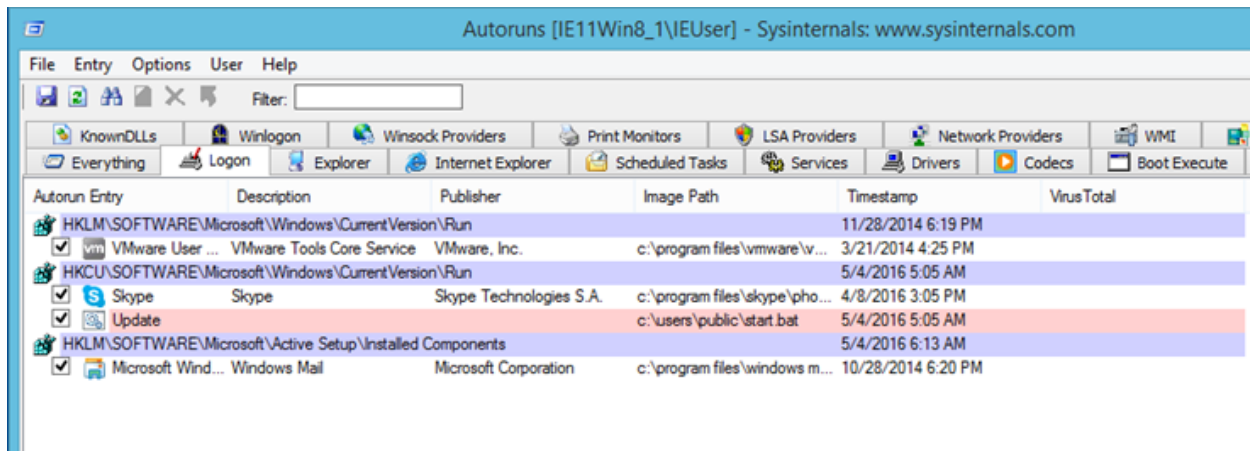 Autoruns [IE11Win8_1\IEUser] - Sysinternals: www.sysinternals.com
File Entry Options User Help
Filter:
KnownDLLs Winlogon Winsock Providers Print Monitors LSA Providers Network Providers WMI
Everything Logon Explorer Internet Explorer Scheduled Tasks Services Drivers Codecs Boot Execute
Autorun Entry Description Publisher Image Path Timestamp VirusTotal
HKLM\SOFTWARE\Microsoft\Windows\CurrentVersion\Run 11/28/2014 6:19 PM
vm VMware User ... VMware Tools Core Service VMware, Inc. c:\program files\vmware\v... 3/21/2014 4:25 PM
HKCU\SOFTWARE\Microsoft\Windows\CurrentVersion\Run 5/4/2016 5:05 AM
Skype Skype Skype Technologies S.A. c:\program files\skype\pho... 4/8/2016 3:05 PM
Update c:\users\public\start.bat 5/4/2016 5:05 AM
HKLM\SOFTWARE\Microsoft\Active Setup\Installed Components 5/4/2016 6:13 AM
Microsoft Wind... Windows Mail Microsoft Corporation c:\program files\windows m... 10/28/2014 6:20 PM